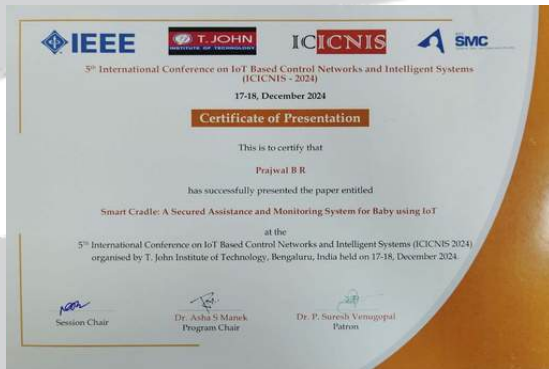 IEEE
T. JOHN
INSTITUTE OF TECHNOLOGY
ICICNIS
SMC
5th International Conference on IoT Based Control Networks and Intelligent Systems
(ICICNIS - 2024)
17-18, December 2024
Certificate of Presentation
This is to certify that
Prajwal B R
has successfully presented the paper entitled
Smart Cradle: A Secured Assistance and Monitoring System for Baby using IoT
at the
5th International Conference on IoT Based Control Networks and Intelligent Systems (ICICNIS 2024)
organised by T. John Institute of Technology, Bengaluru, India held on 17-18, December 2024.
Session Chair
Dr. Asha S Manek
Program Chair
Dr. P. Suresh Venugopal
Patron